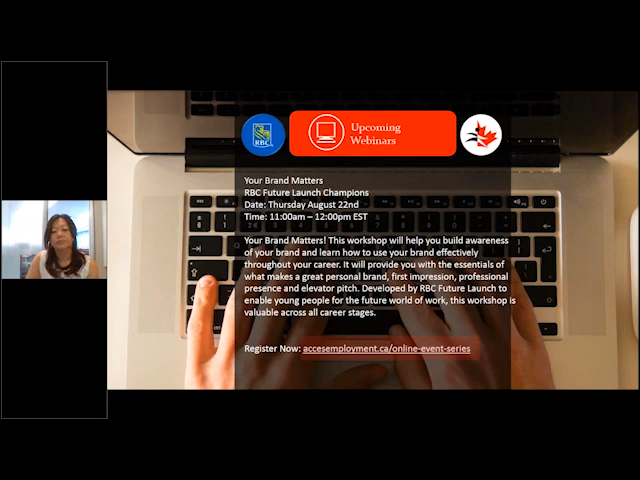 RBC
Upcoming
Webinars
Your Brand Matters
RBC Future Launch Champions
Date: Thursday August 22nd
Time: 11:00am – 12:00pm EST
Your Brand Matters! This workshop will help you build awareness
of your brand and learn how to use your brand effectively
throughout your career. It will provide you with the essentials of
what makes a great personal brand, first impression, professional
presence and elevator pitch. Developed by RBC Future Launch to
enable young people for the future world of work, this workshop is
valuable across all career stages.
Register Now: accesemployment.ca/online-event-series